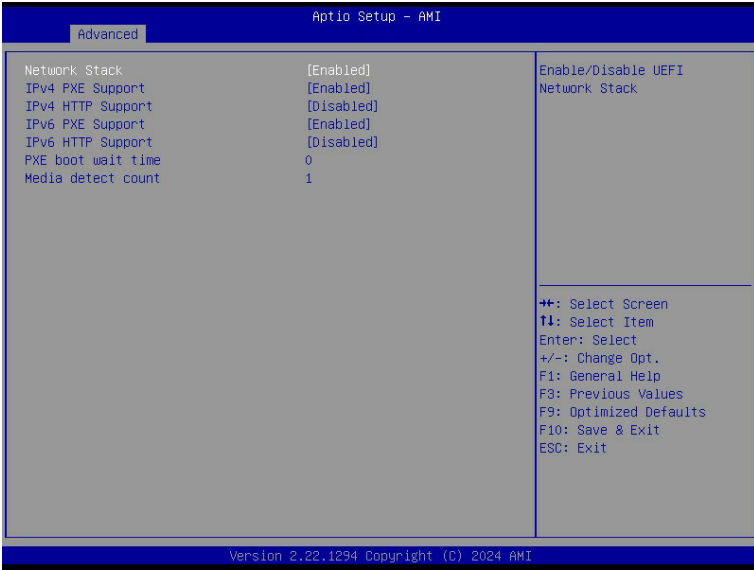 Aptio Setup – AMI
Advanced
Network Stack [Enabled]
IPv4 PXE Support [Enabled]
IPv4 HTTP Support [Disabled]
IPv6 PXE Support [Enabled]
IPv6 HTTP Support [Disabled]
PXE boot wait time 0
Media detect count 1
Enable/Disable UEFI
Network Stack
→←: Select Screen
↑↓: Select Item
Enter: Select
+/-: Change Opt.
F1: General Help
F3: Previous Values
F9: Optimized Defaults
F10: Save & Exit
ESC: Exit
Version 2.22.1294 Copyright (C) 2024 AMI